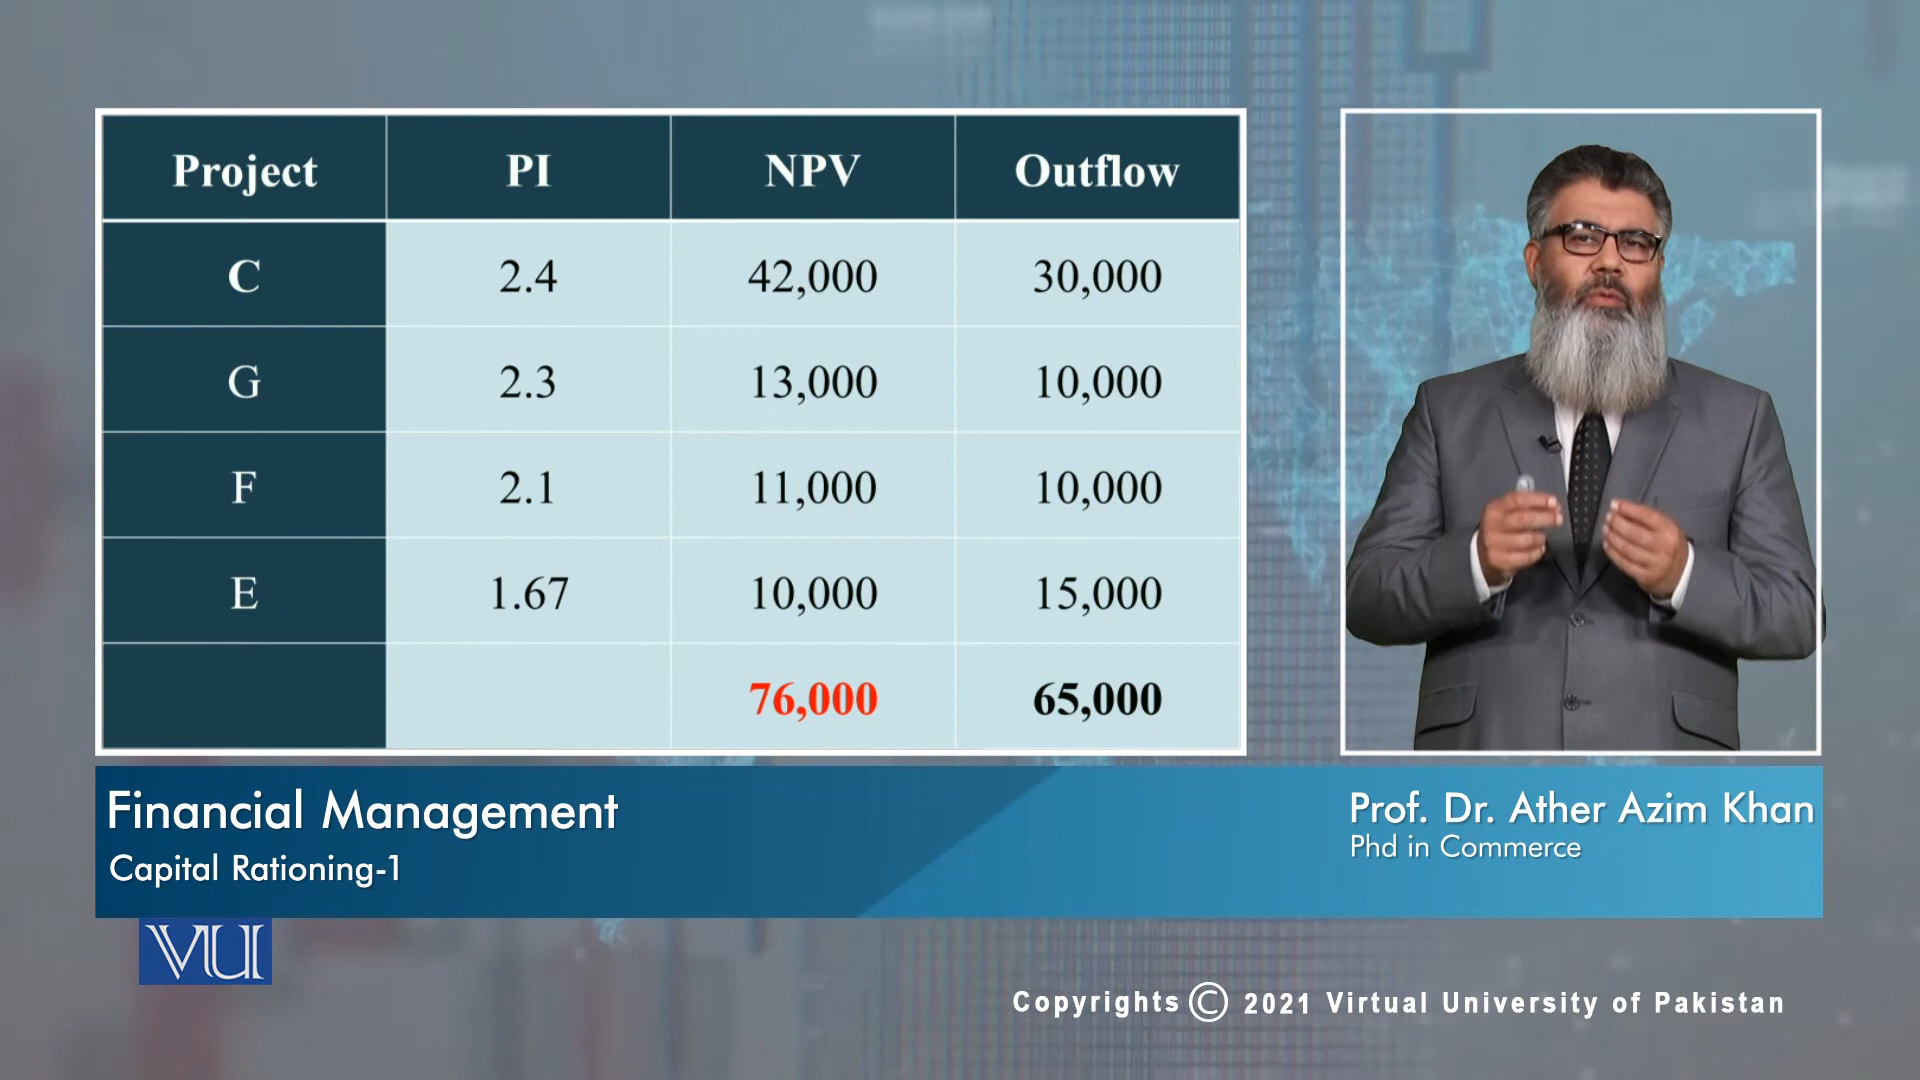 Project PI NPV Outflow
C 2.4 42,000 30,000
G 2.3 13,000 10,000
F 2.1 11,000 10,000
E 1.67 10,000 15,000
76,000 65,000
Financial Management
Capital Rationing-1
Prof. Dr. Ather Azim Khan
Phd in Commerce
VU
Copyrights © 2021 Virtual University of Pakistan